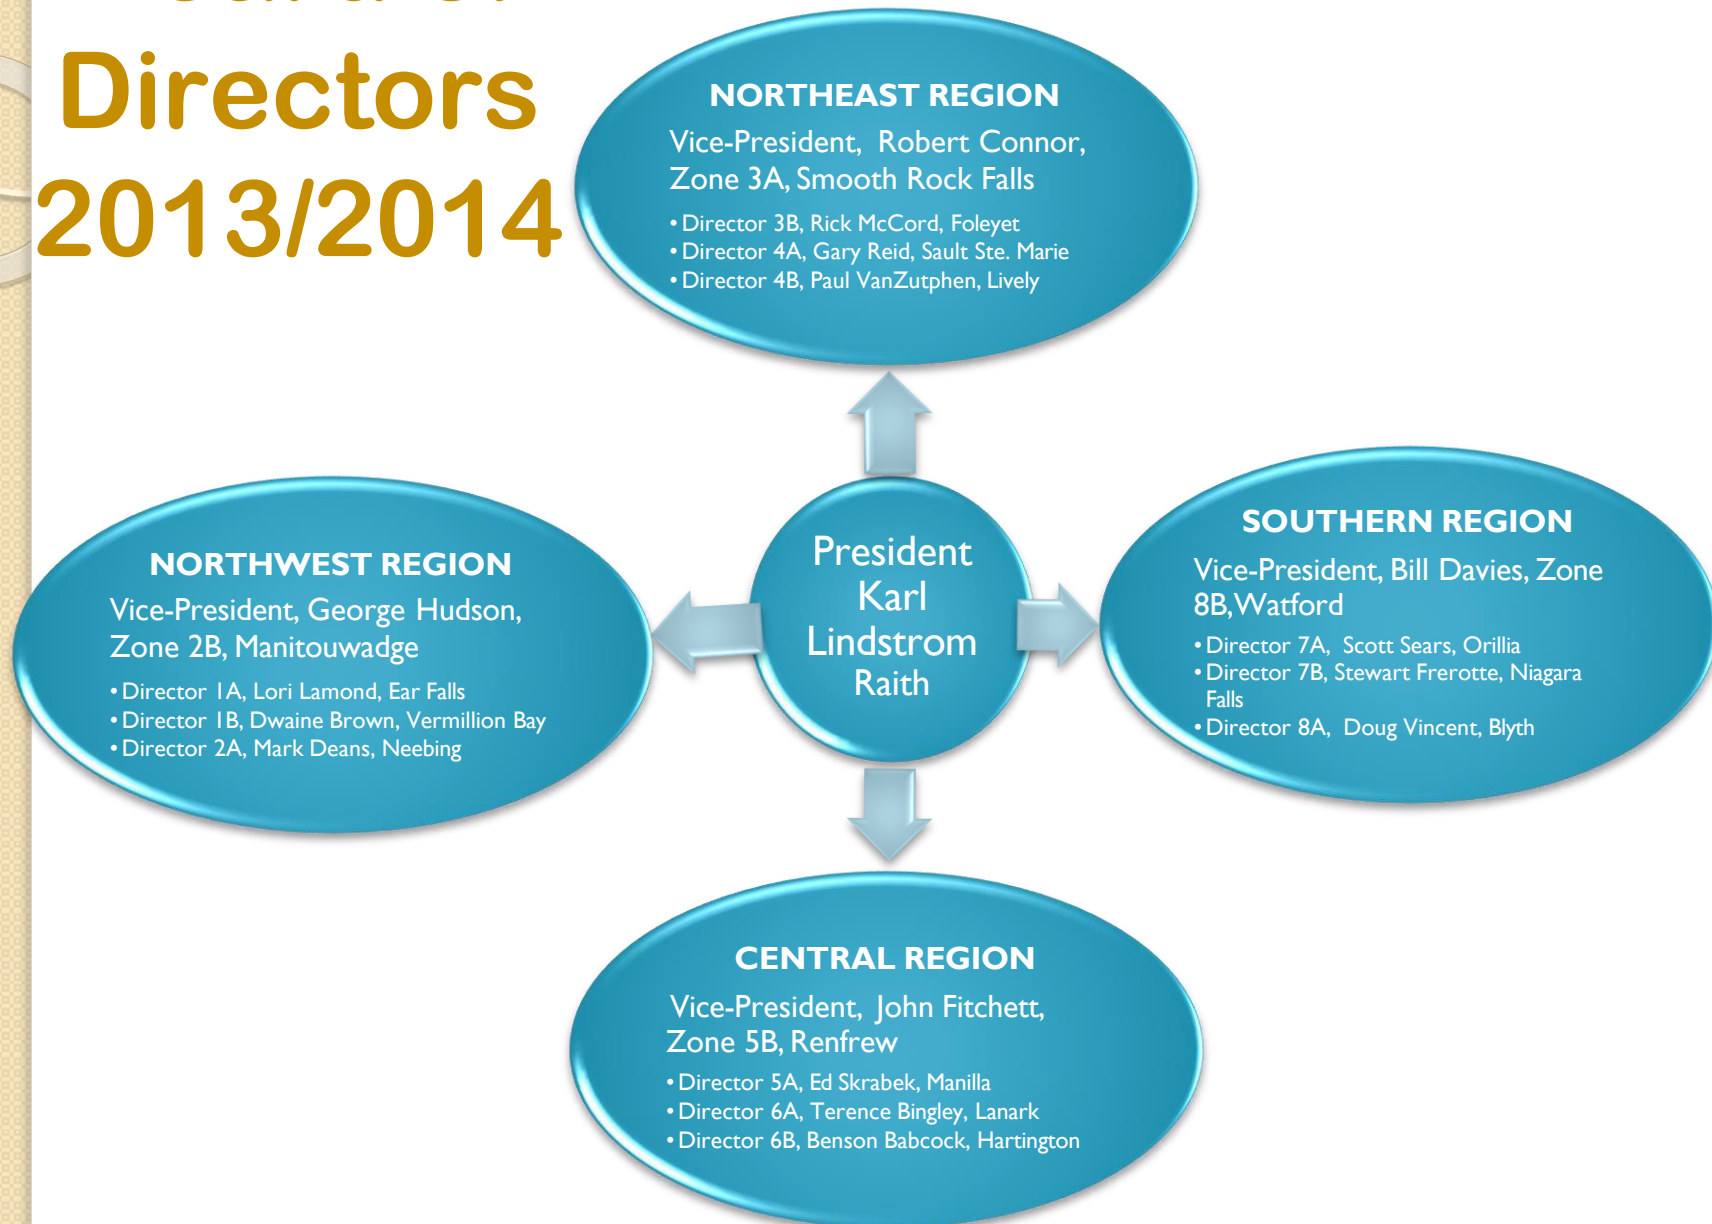 Directors
2013/2014
NORTHEAST REGION
Vice-President, Robert Connor,
Zone 3A, Smooth Rock Falls
• Director 3B, Rick McCord, Foleyet
• Director 4A, Gary Reid, Sault Ste. Marie
• Director 4B, Paul VanZutphen, Lively
NORTHWEST REGION
Vice-President, George Hudson,
Zone 2B, Manitouwadge
• Director 1A, Lori Lamond, Ear Falls
• Director 1B, Dwaine Brown, Vermillion Bay
• Director 2A, Mark Deans, Neebing
President
Karl
Lindstrom
Raith
SOUTHERN REGION
Vice-President, Bill Davies, Zone
8B,Watford
• Director 7A, Scott Sears, Orillia
• Director 7B, Stewart Frerotte, Niagara
Falls
• Director 8A, Doug Vincent, Blyth
CENTRAL REGION
Vice-President, John Fitchett,
Zone 5B, Renfrew
• Director 5A, Ed Skrabek, Manilla
• Director 6A, Terence Bingley, Lanark
• Director 6B, Benson Babcock, Hartington